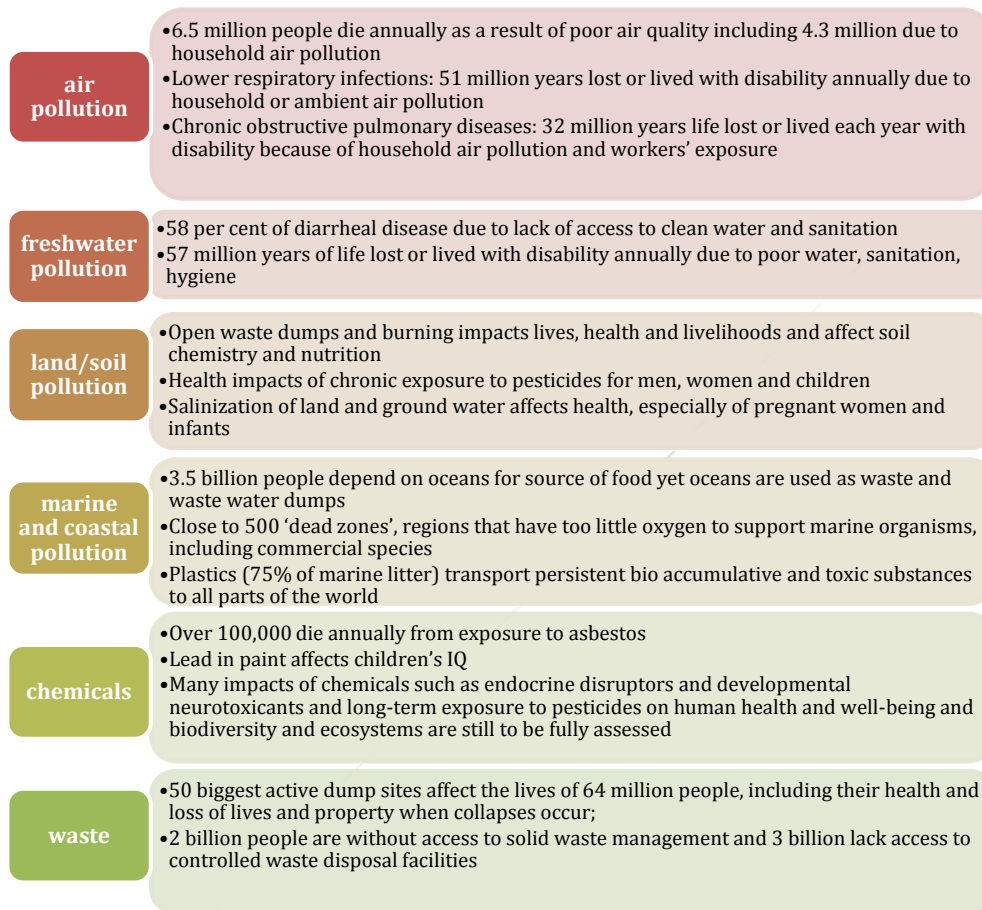 air
pollution
•6.5 million people die annually as a result of poor air quality including 4.3 million due to
household air pollution
•Lower respiratory infections: 51 million years lost or lived with disability annually due to
household or ambient air pollution
•Chronic obstructive pulmonary diseases: 32 million years life lost or lived each year with
disability because of household air pollution and workers’ exposure
freshwater
pollution
•58 per cent of diarrheal disease due to lack of access to clean water and sanitation
•57 million years of life lost or lived with disability annually due to poor water, sanitation,
hygiene
land/soil
pollution
•Open waste dumps and burning impacts lives, health and livelihoods and affect soil
chemistry and nutrition
•Health impacts of chronic exposure to pesticides for men, women and children
•Salinization of land and ground water affects health, especially of pregnant women and
infants
marine
and coastal
pollution
•3.5 billion people depend on oceans for source of food yet oceans are used as waste and
waste water dumps
•Close to 500 ‘dead zones’, regions that have too little oxygen to support marine organisms,
including commercial species
•Plastics (75% of marine litter) transport persistent bio accumulative and toxic substances
to all parts of the world
chemicals
•Over 100,000 die annually from exposure to asbestos
•Lead in paint affects children’s IQ
•Many impacts of chemicals such as endocrine disruptors and developmental
neurotoxicants and long-term exposure to pesticides on human health and well-being and
biodiversity and ecosystems are still to be fully assessed
waste
•50 biggest active dump sites affect the lives of 64 million people, including their health and
loss of lives and property when collapses occur;
•2 billion people are without access to solid waste management and 3 billion lack access to
controlled waste disposal facilities